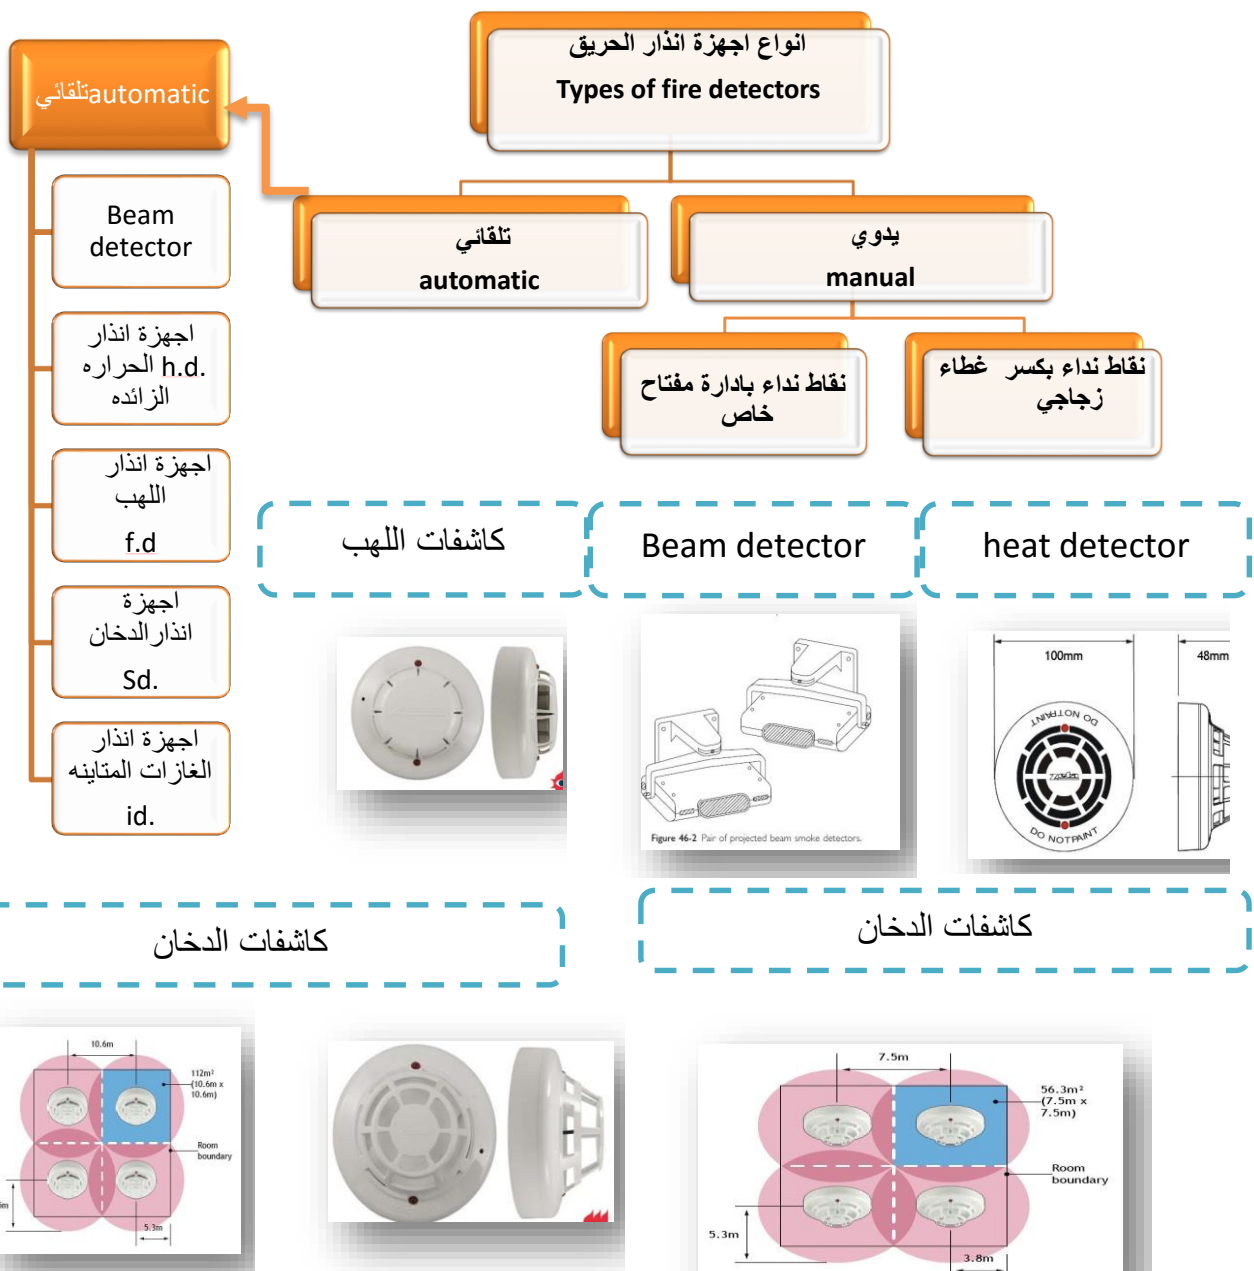 انواع اجهزة انذار الحريق
Types of fire detectors
تلقائي
automatic
يدوي
manual
نقاط نداء بادارة مفتاح
خاص
نقاط نداء بكسر غطاء
زجاجي
تلقائيautomatic
Beam
detector
اجهزة انذار
الحراره h.d.
الزائده
اجهزة انذار
اللهب
f.d
اجهزة
انذارالدخان
Sd.
اجهزة انذار
الغازات المتاينه
id.
كاشفات اللهب
Beam detector
heat detector
Figure 46-2 Pair of projected beam smoke detectors.
100mm
48mm
DO NOTPAINT
DO NOTPAINT
كاشفات الدخان
كاشفات الدخان
10.6m
112m²
(10.6m x
10.6m)
Room
boundary
5.3m
7.5m
56.3m²
(7.5m x
7.5m)
Room
boundary
5.3m
3.8m